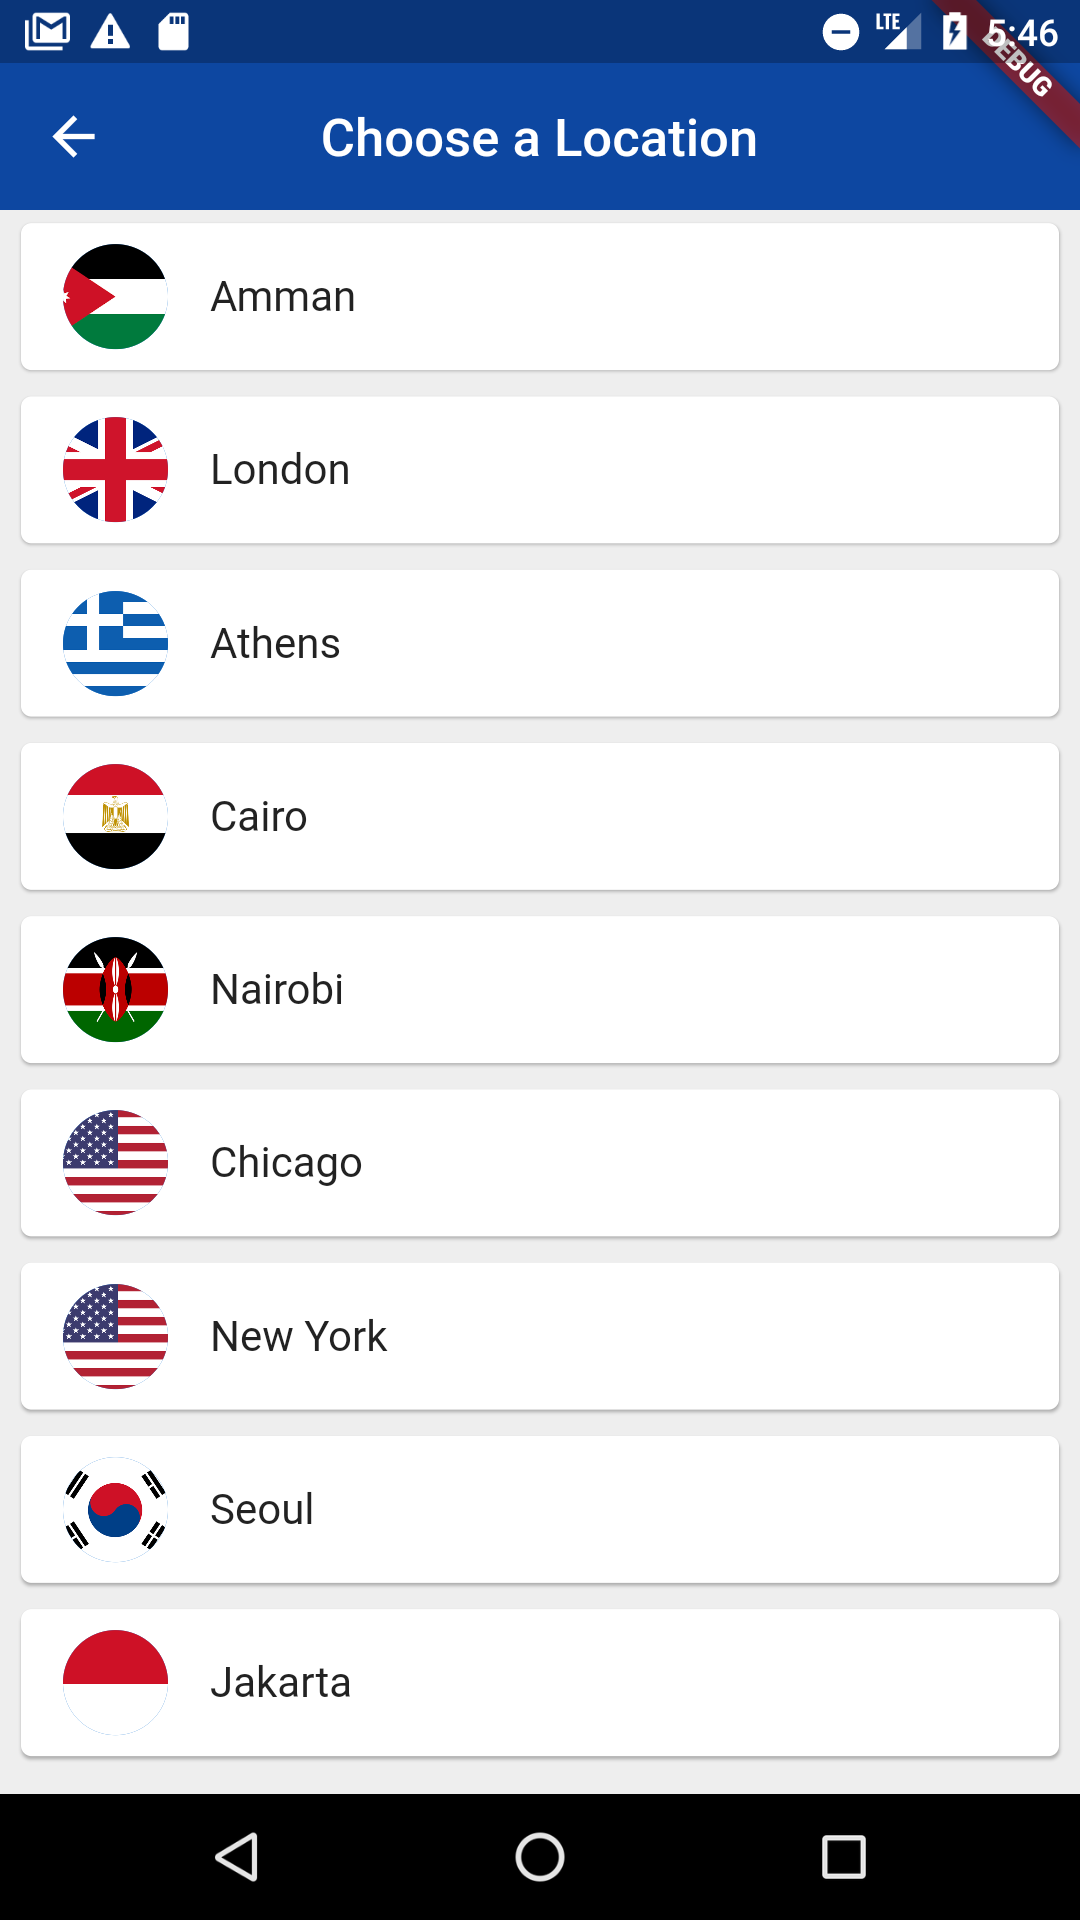 LTE 5:46
DEBUG
Choose a Location
Amman
London
Athens
Cairo
Nairobi
Chicago
New York
Seoul
Jakarta